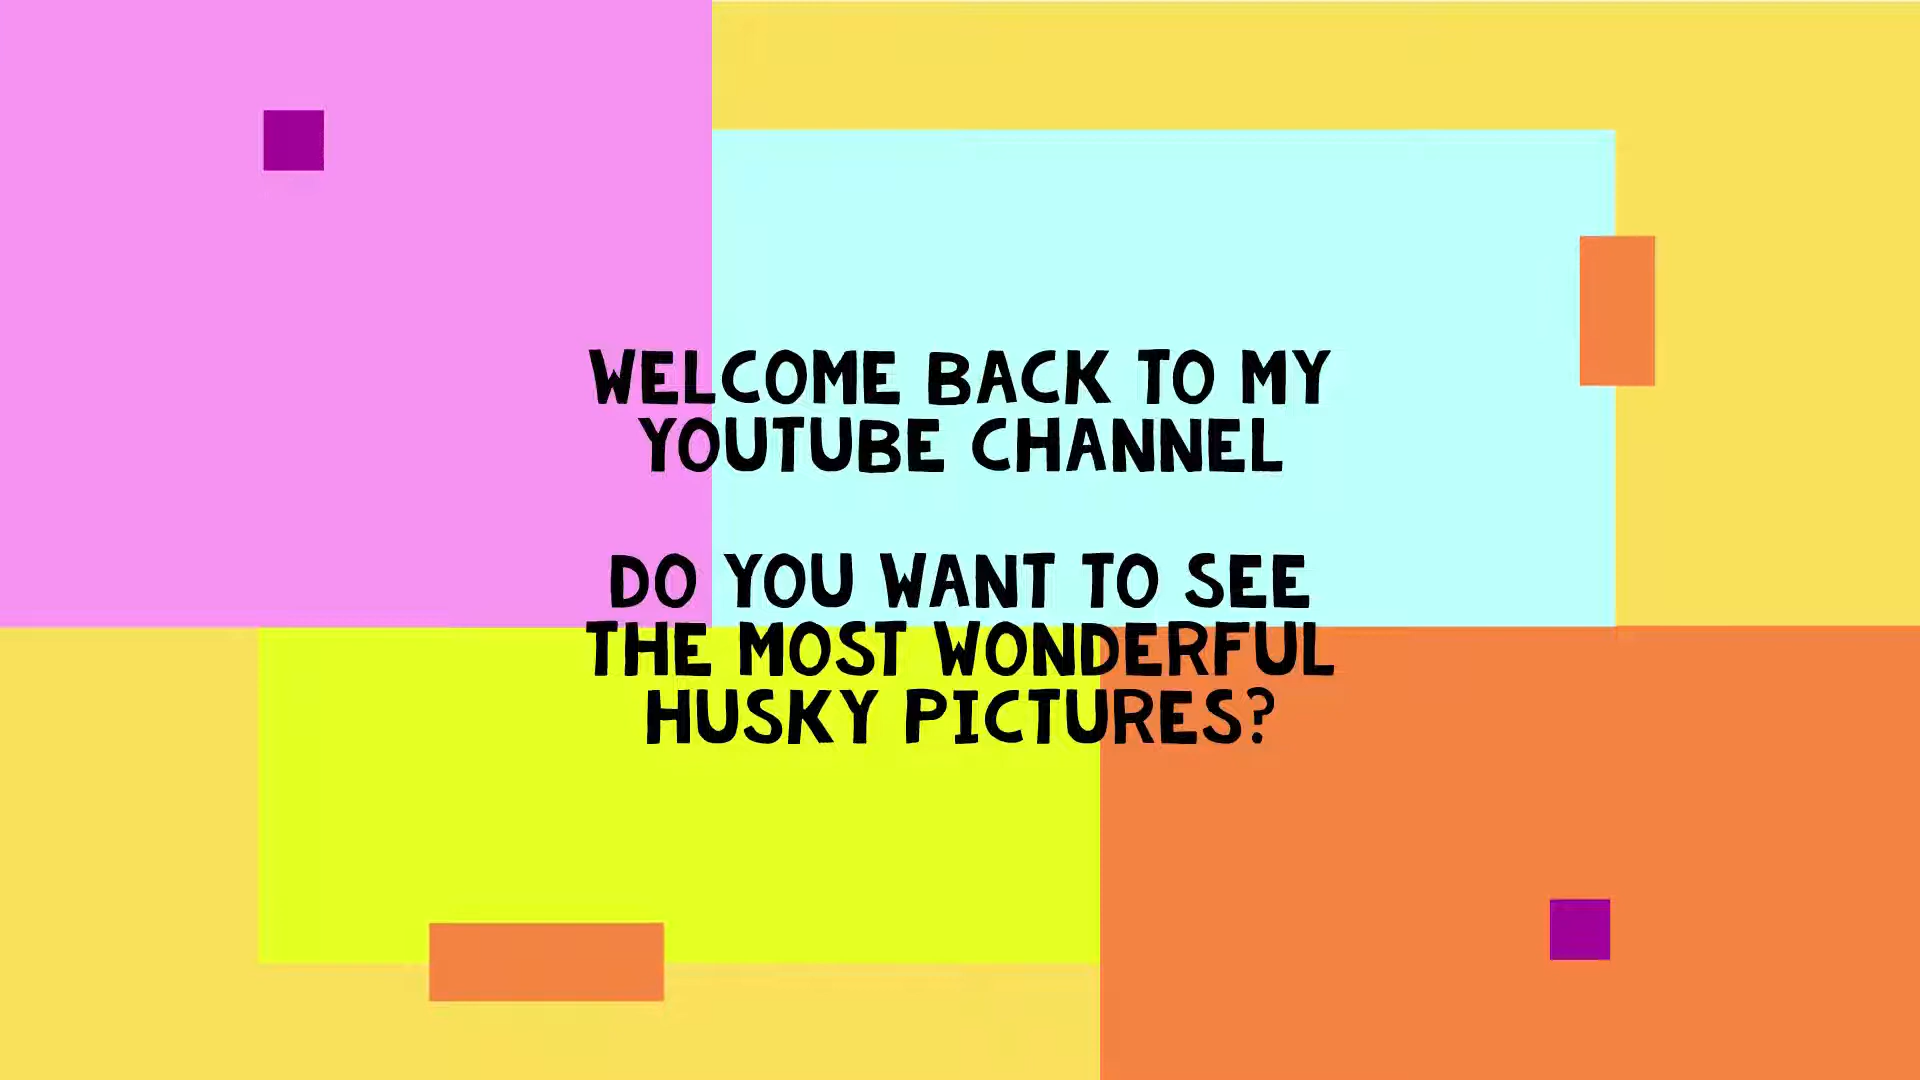 WELCOME BACK TO MY
YOUTUBE CHANNEL
DO YOU WANT TO SEE
THE MOST WONDERFUL
HUSKY PICTURES?